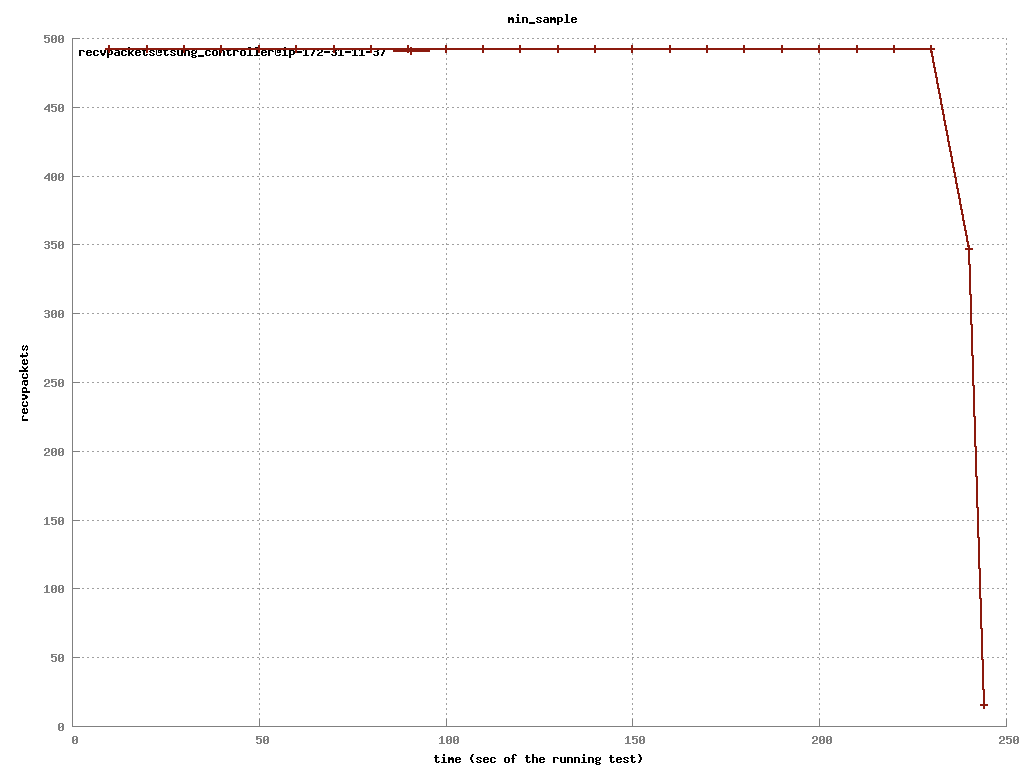 min_sample
500
recvpackets@tsung_controller@ip-172-31-11-37
450
400
350
300
250
200
150
100
50
0
recvpackets
0 50 100 150 200 250
time (sec of the running test)